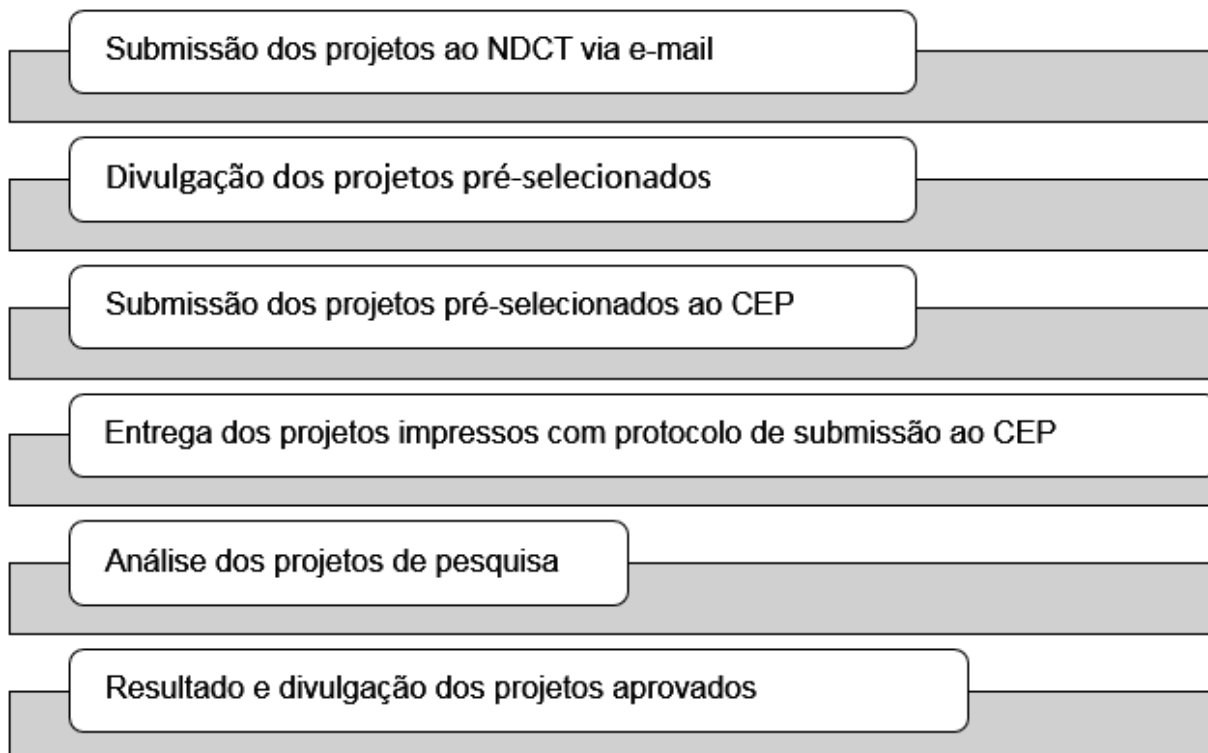 Submissão dos projetos ao NDCT via e-mail
Divulgação dos projetos pré-selecionados
Submissão dos projetos pré-selecionados ao CEP
Entrega dos projetos impressos com protocolo de submissão ao CEP
Análise dos projetos de pesquisa
Resultado e divulgação dos projetos aprovados